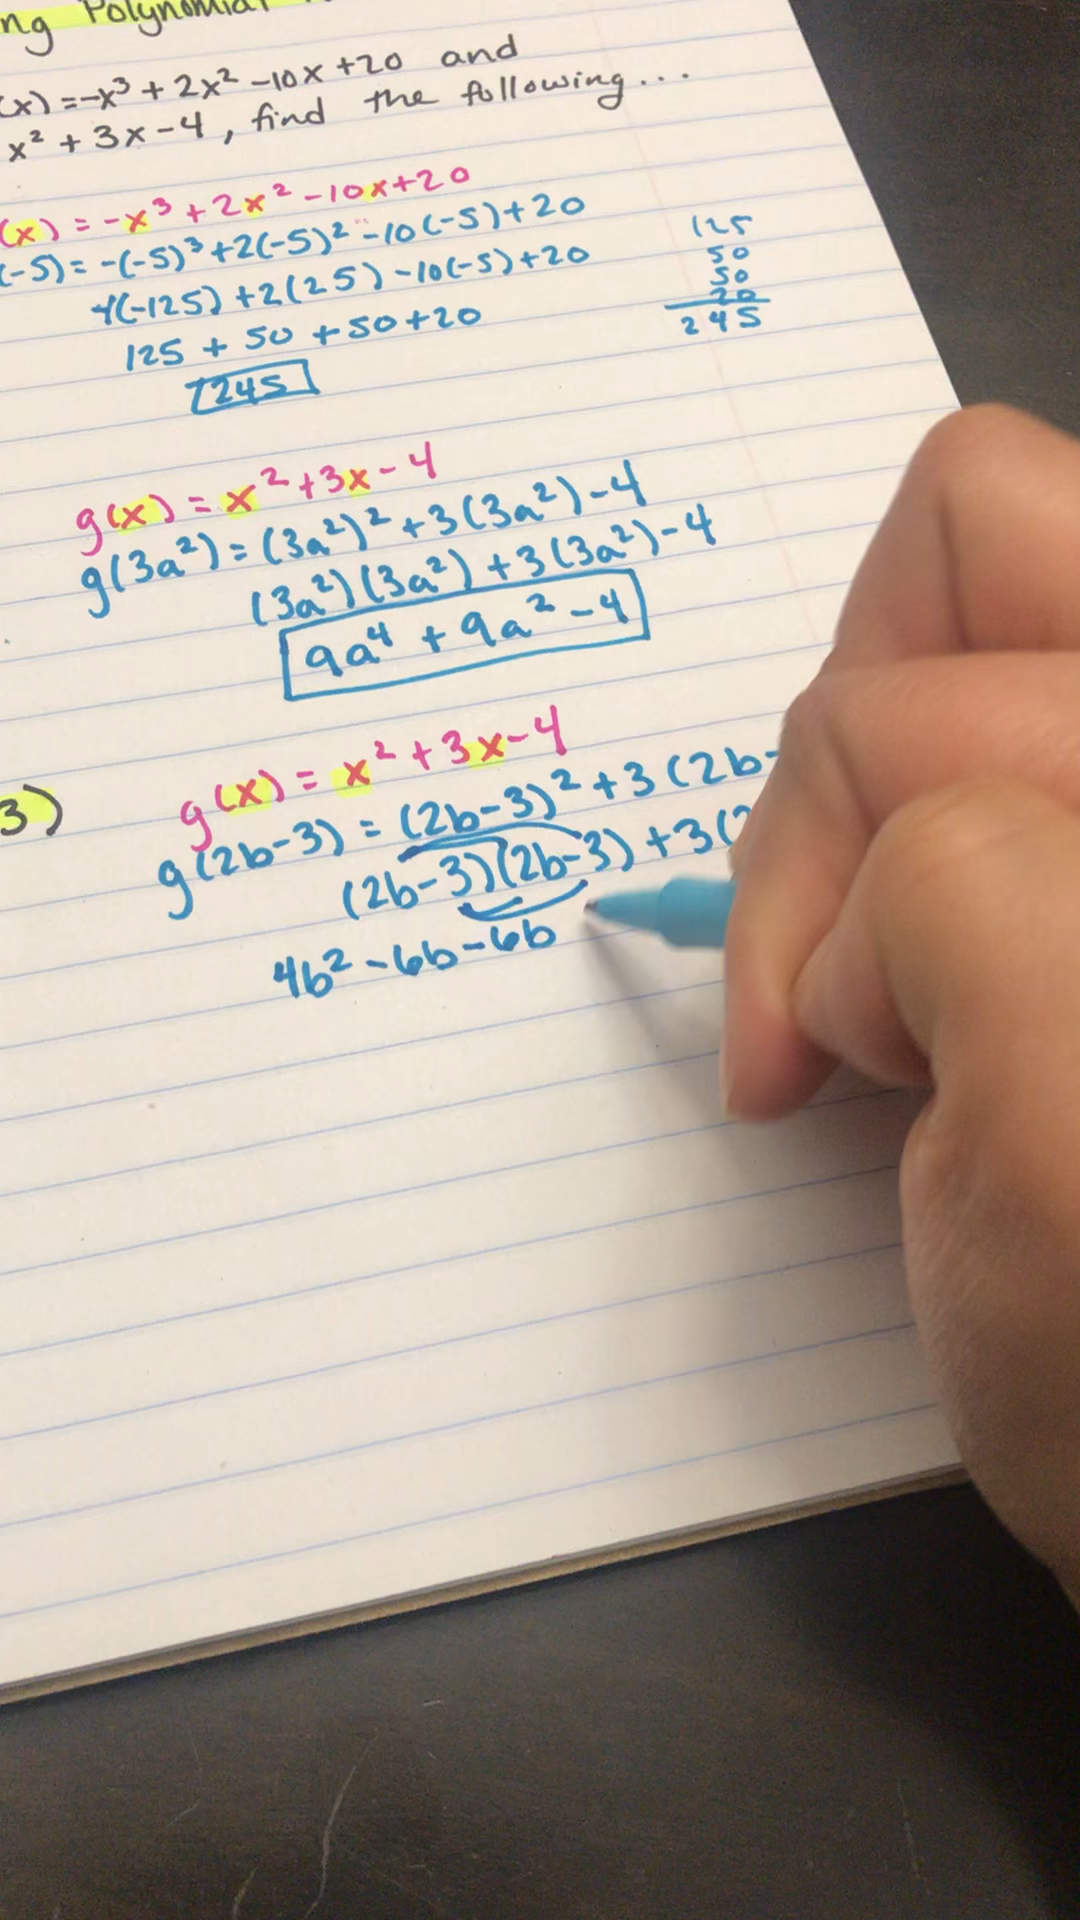 ng Polynomial
(x) = -x³ + 2x² - 10x + 20 and
x² + 3x - 4, find the following...
(x) = -x³ + 2x² - 10x + 20
(-5) = -(-5)³ + 2(-5)² - 10(-5) + 20
-1(-125) + 2(25) - 10(-5) + 20
125 + 50 + 50 + 20
245
125
50
50
20
245
g(x) = x² + 3x - 4
g(3a²) = (3a²)² + 3(3a²) - 4
(3a²)(3a²) + 3(3a²) - 4
9a⁴ + 9a² - 4
3)
g(x) = x² + 3x - 4
g(2b-3) = (2b-3)² + 3(2b-
(2b-3)(2b-3) + 3(2
4b² - 6b - 6b